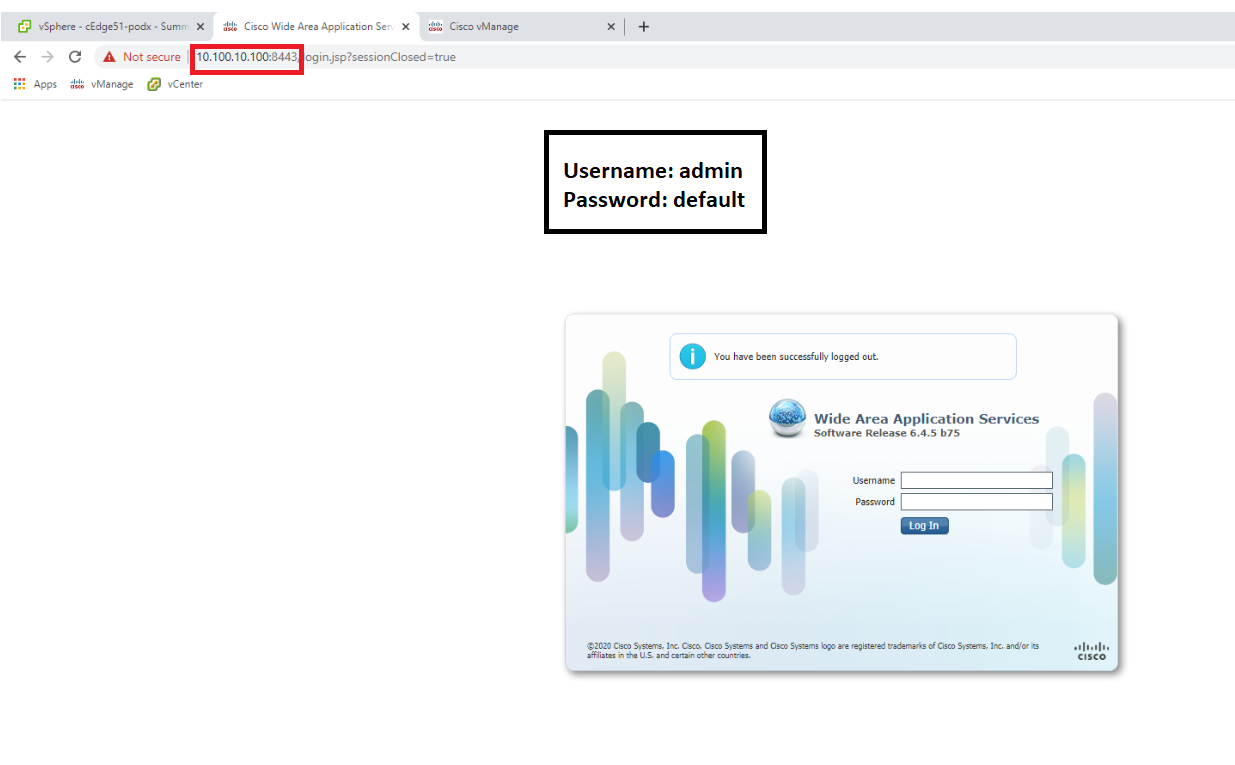 vSphere - cEdge51-podx - Summ
Cisco Wide Area Application Serv
Cisco vManage
Not secure
10.100.10.100:8443/login.jsp?sessionClosed=true
Apps
vManage
vCenter
Username: admin
Password: default
You have been successfully logged out.
Wide Area Application Services
Software Release 6.4.5 b75
Username
Password
Log In
©2020 Cisco Systems, Inc. Cisco, Cisco Systems and Cisco Systems logo are registered trademarks of Cisco Systems, Inc. and/or its
affiliates in the U.S. and certain other countries.
CISCO